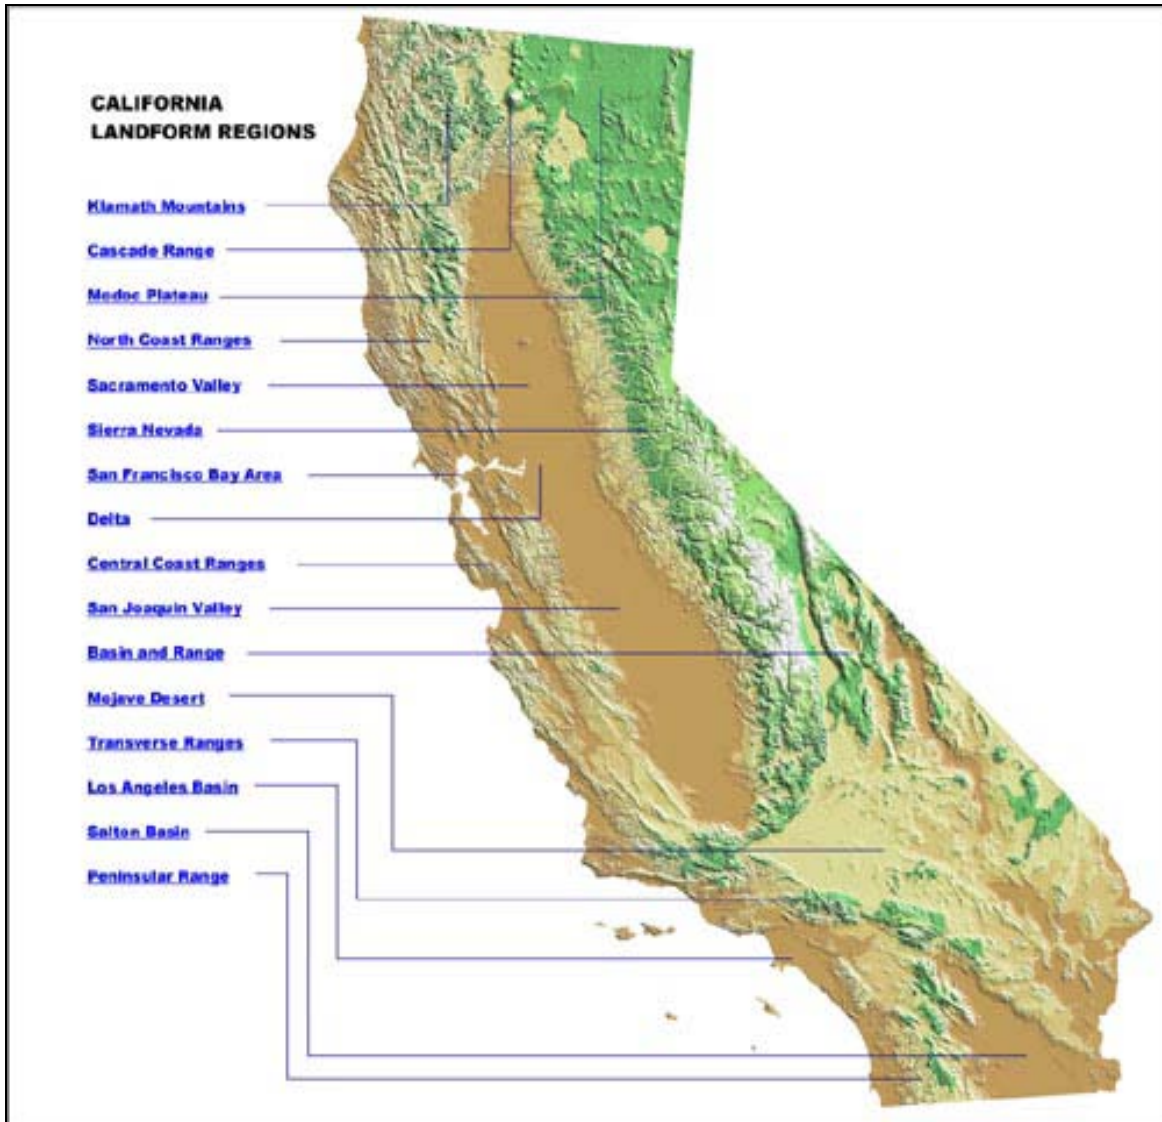 CALIFORNIA
LANDFORM REGIONS
Klamath Mountains
Cascade Range
Modoc Plateau
North Coast Ranges
Sacramento Valley
Sierra Nevada
San Francisco Bay Area
Delta
Central Coast Ranges
San Joaquin Valley
Basin and Range
Mojave Desert
Transverse Ranges
Los Angeles Basin
Salton Basin
Peninsular Range